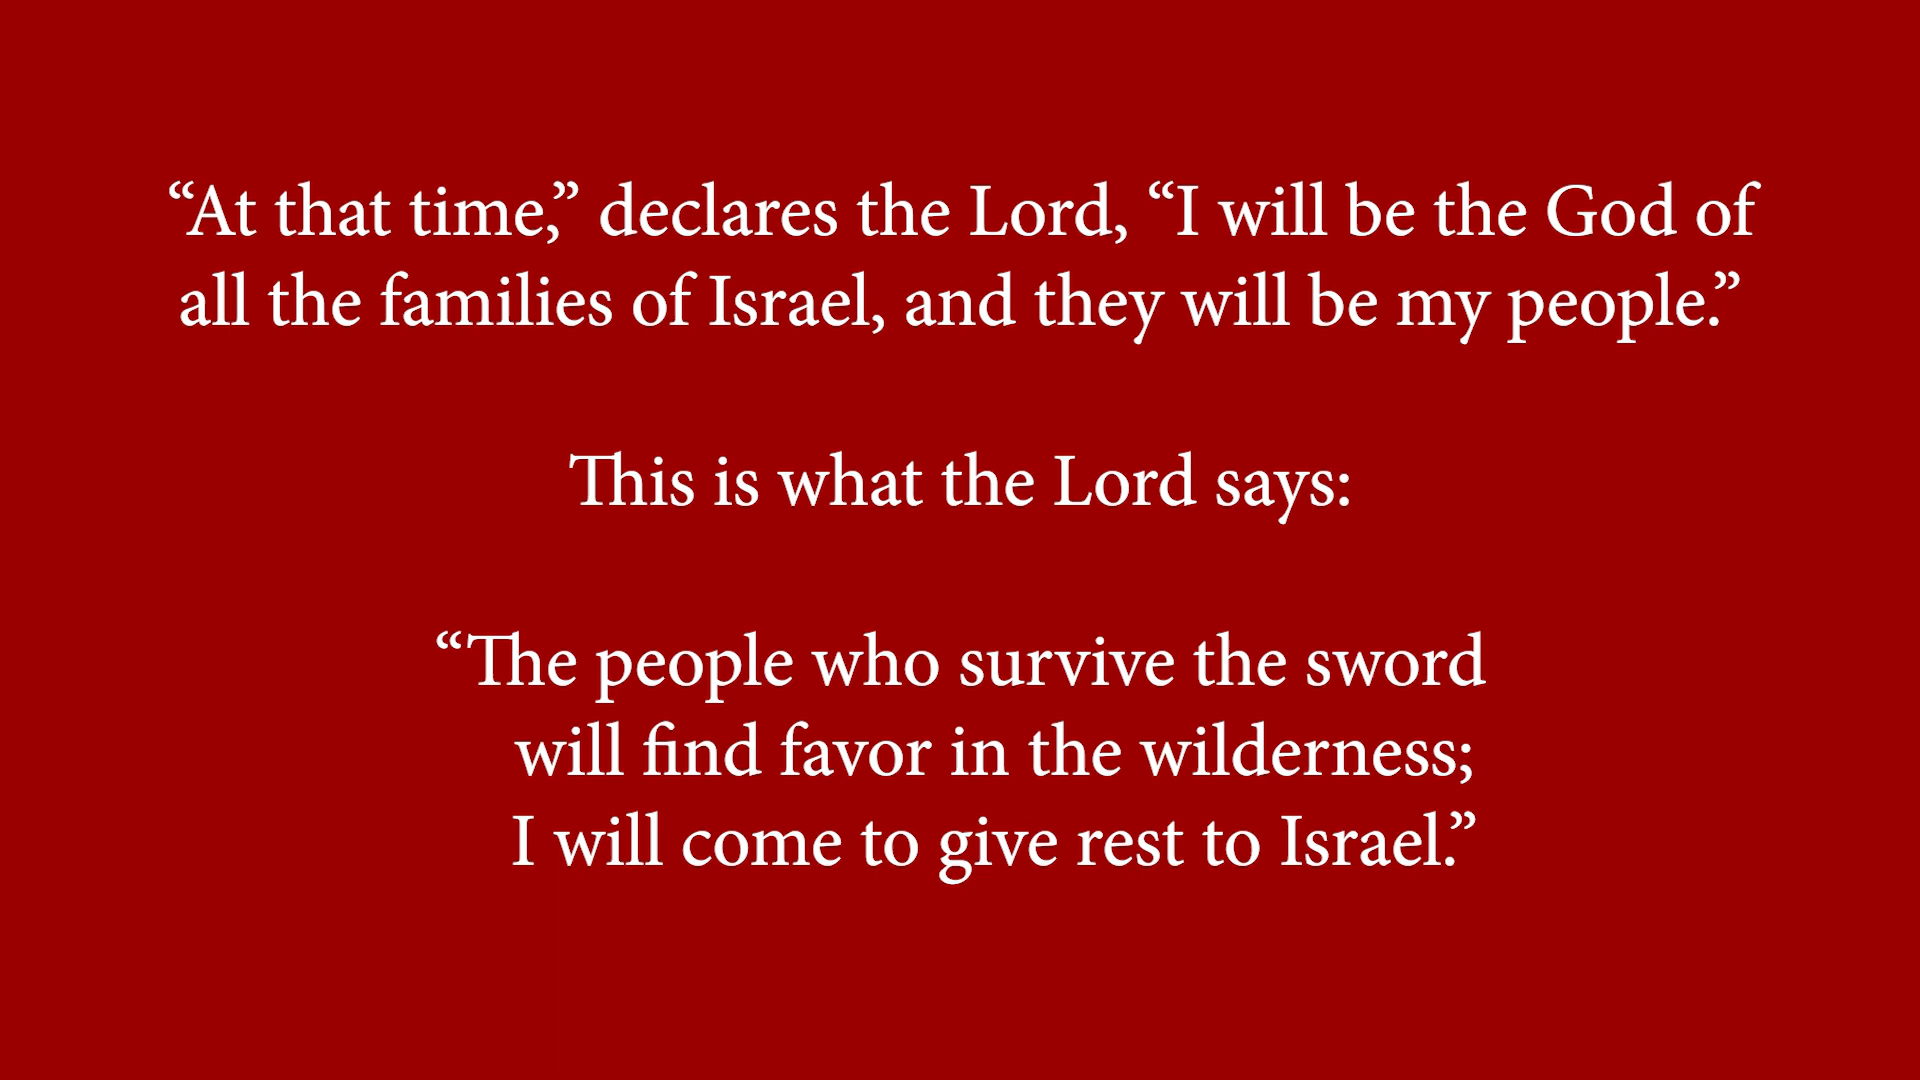 “At that time,” declares the Lord, “I will be the God of
all the families of Israel, and they will be my people.”
This is what the Lord says:
“The people who survive the sword
will find favor in the wilderness;
I will come to give rest to Israel.”